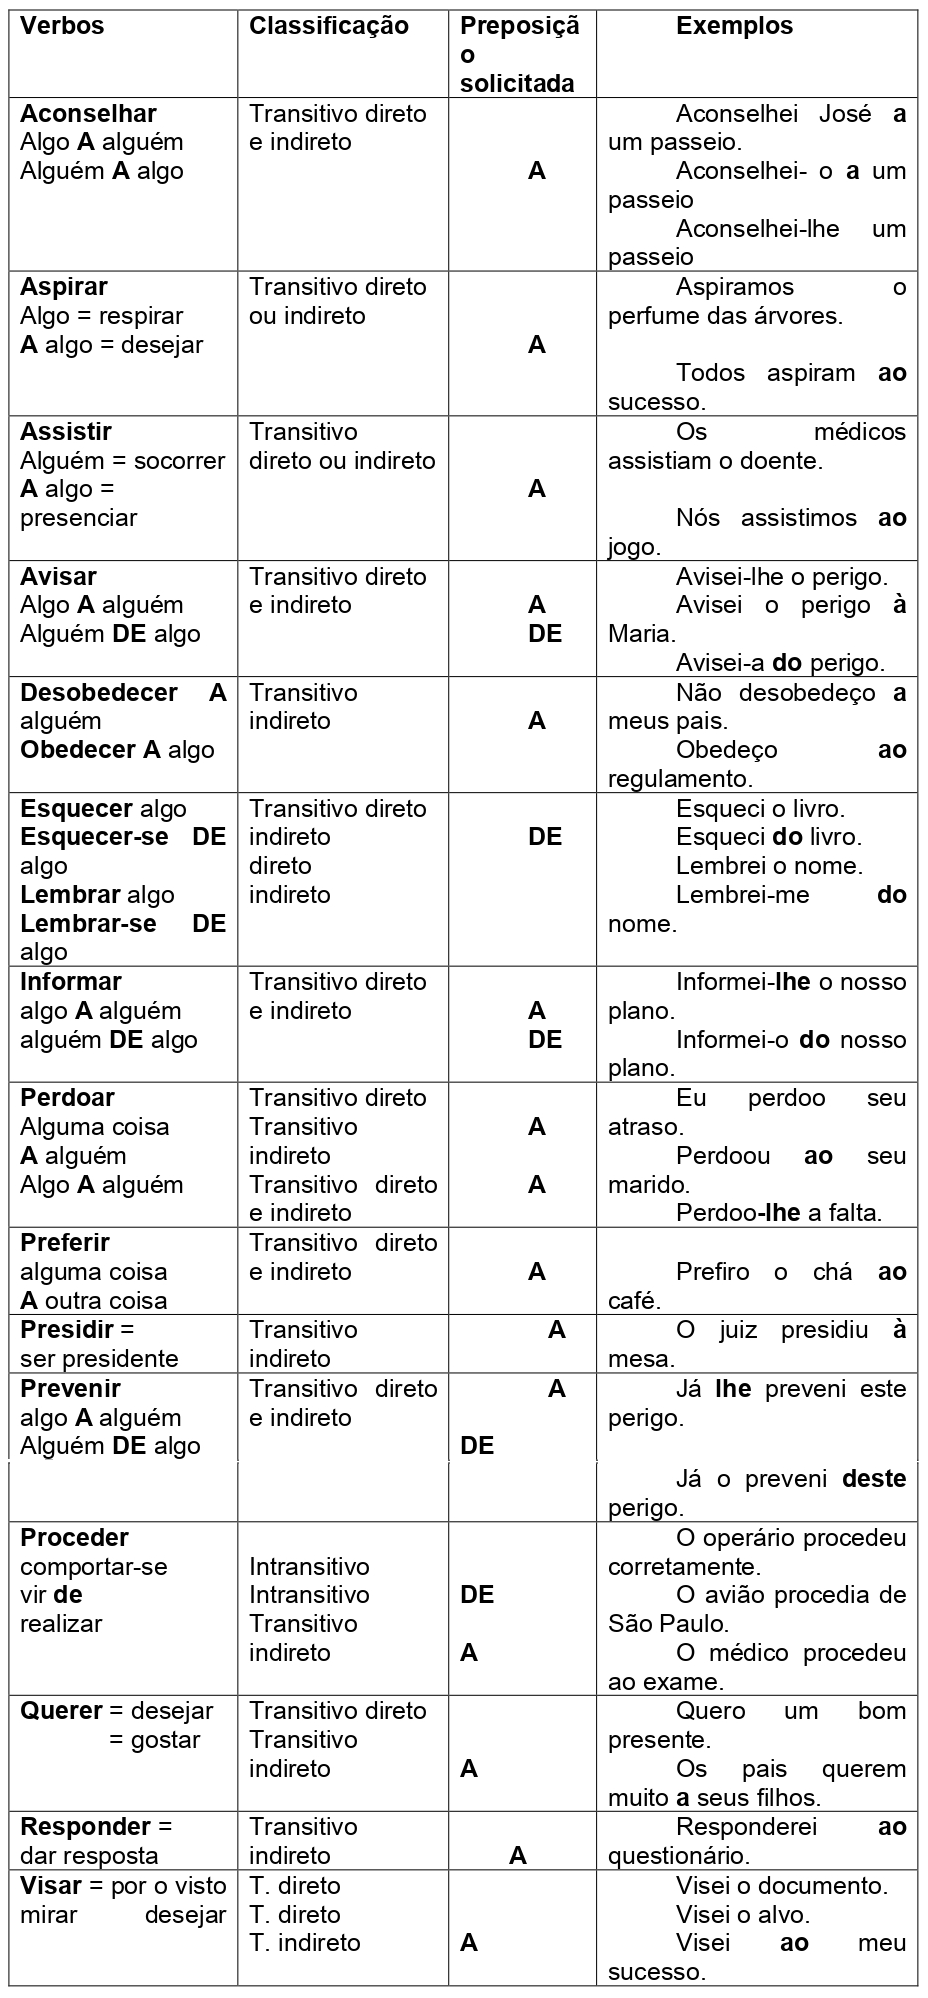 Verbos
Classificação
Preposiçã
o
solicitada
Exemplos
Aconselhar
Algo A alguém
Alguém A algo
Transitivo direto
e indireto
A
Aconselhei José a
um passeio.
Aconselhei- o a um
passeio
Aconselhei-lhe um
passeio
Aspirar
Algo = respirar
A algo = desejar
Transitivo direto
ou indireto
A
Aspiramos o
perfume das árvores.
Todos aspiram ao
sucesso.
Assistir
Alguém = socorrer
A algo =
presenciar
Transitivo
direto ou indireto
A
Os médicos
assistiam o doente.
Nós assistimos ao
jogo.
Avisar
Algo A alguém
Alguém DE algo
Transitivo direto
e indireto
A
DE
Avisei-lhe o perigo.
Avisei o perigo à
Maria.
Avisei-a do perigo.
Desobedecer A
alguém
Obedecer A algo
Transitivo
indireto
A
Não desobedeço a
meus pais.
Obedeço ao
regulamento.
Esquecer algo
Esquecer-se DE
algo
Lembrar algo
Lembrar-se DE
algo
Transitivo direto
indireto
direto
indireto
DE
Esqueci o livro.
Esqueci do livro.
Lembrei o nome.
Lembrei-me do
nome.
Informar
algo A alguém
alguém DE algo
Transitivo direto
e indireto
A
DE
Informei-lhe o nosso
plano.
Informei-o do nosso
plano.
Perdoar
Alguma coisa
A alguém
Algo A alguém
Transitivo direto
Transitivo
indireto
Transitivo direto
e indireto
A
A
Eu perdoo seu
atraso.
Perdoou ao seu
marido.
Perdoo-lhe a falta.
Preferir
alguma coisa
A outra coisa
Transitivo direto
e indireto
A
Prefiro o chá ao
café.
Presidir =
ser presidente
Transitivo
indireto
A
O juiz presidiu à
mesa.
Prevenir
algo A alguém
Alguém DE algo
Transitivo direto
e indireto
A
DE
Já lhe preveni este
perigo.
Já o preveni deste
perigo.
Proceder
comportar-se
vir de
realizar
Intransitivo
Intransitivo
Transitivo
indireto
DE
A
O operário procedeu
corretamente.
O avião procedia de
São Paulo.
O médico procedeu
ao exame.
Querer = desejar
= gostar
Transitivo direto
Transitivo
indireto
A
Quero um bom
presente.
Os pais querem
muito a seus filhos.
Responder =
dar resposta
Transitivo
indireto
A
Responderei ao
questionário.
Visar = por o visto
mirar desejar
T. direto
T. direto
T. indireto
A
Visei o documento.
Visei o alvo.
Visei ao meu
sucesso.